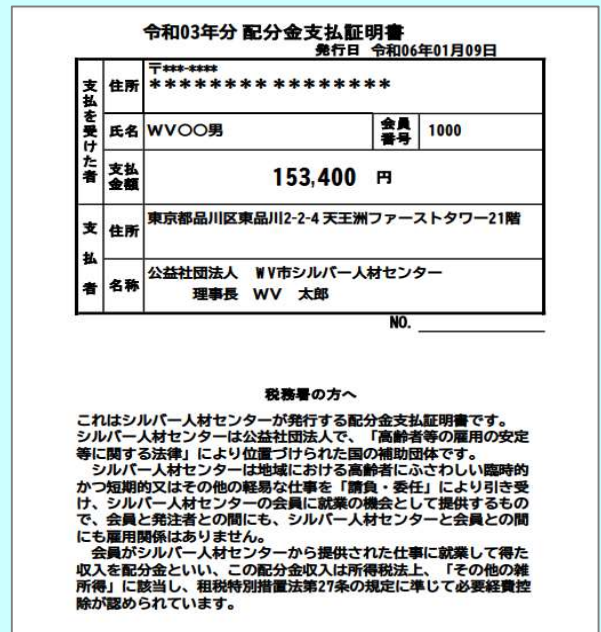 令和03年分 配分金支払証明書
発行日 令和06年01月09日
支払を受けた者
住所
〒***-****
* * * * * * * * * * * * * * * *
氏名
WV〇〇男
会員番号
1000
支払金額
153,400 円
支払者
住所
東京都品川区東品川2-2-4 天王洲ファーストタワー21階
名称
公益社団法人 WV市シルバー人材センター
理事長 WV 太郎
NO.
税務署の方へ
これはシルバー人材センターが発行する配分金支払証明書です。
シルバー人材センターは公益社団法人で、「高齢者等の雇用の安定
等に関する法律」により位置づけられた国の補助団体です。
シルバー人材センターは地域における高齢者にふさわしい臨時的
かつ短期的又はその他の軽易な仕事を「請負・委任」により引き受
け、シルバー人材センターの会員に就業の機会として提供するもの
で、会員と発注者との間にも、シルバー人材センターと会員との間
にも雇用関係はありません。
会員がシルバー人材センターから提供された仕事に就業して得た
収入を配分金といい、この配分金収入は所得税法上、「その他の雑
所得」に該当し、租税特別措置法第27条の規定に準じて必要経費控
除が認められています。